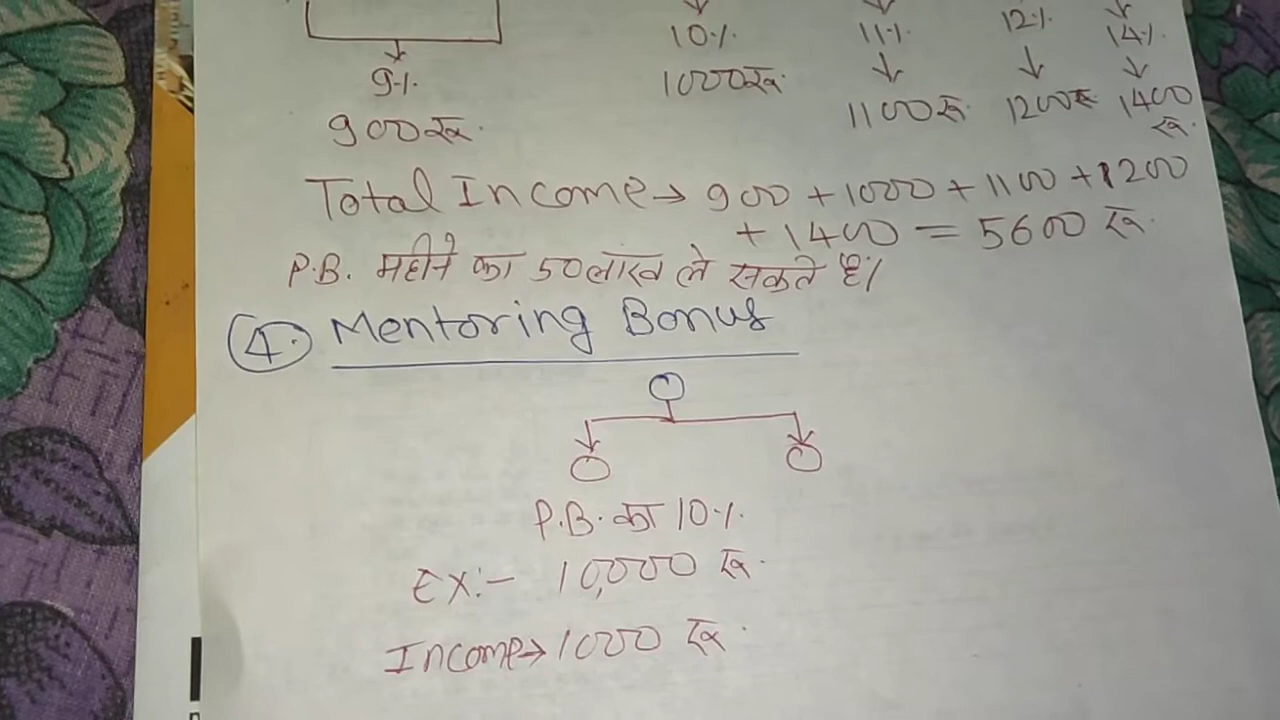 10% 11% 12% 14%
9% 1000रू. 1100रू. 1200रू 1400
900रू. रू.
Total Income→ 900 + 1000 + 1100 + 1200
+ 1400 = 5600 रू.
P.B. महीने का 50लाख ले सकते है।
4. Mentoring Bonus
P.B. का 10%.
Ex:- 10,000 रू.
Income→ 1000 रू.